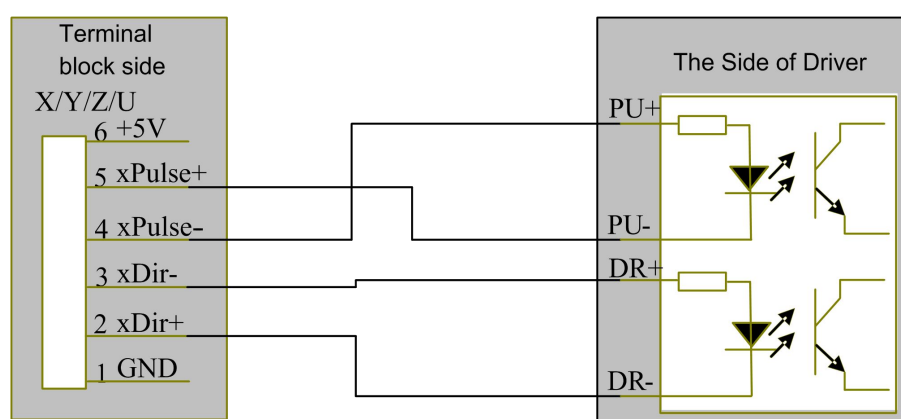 Terminal
block side
X/Y/Z/U
6 +5V
5 xPulse+
4 xPulse-
3 xDir-
2 xDir+
1 GND
The Side of Driver
PU+
PU-
DR+
DR-